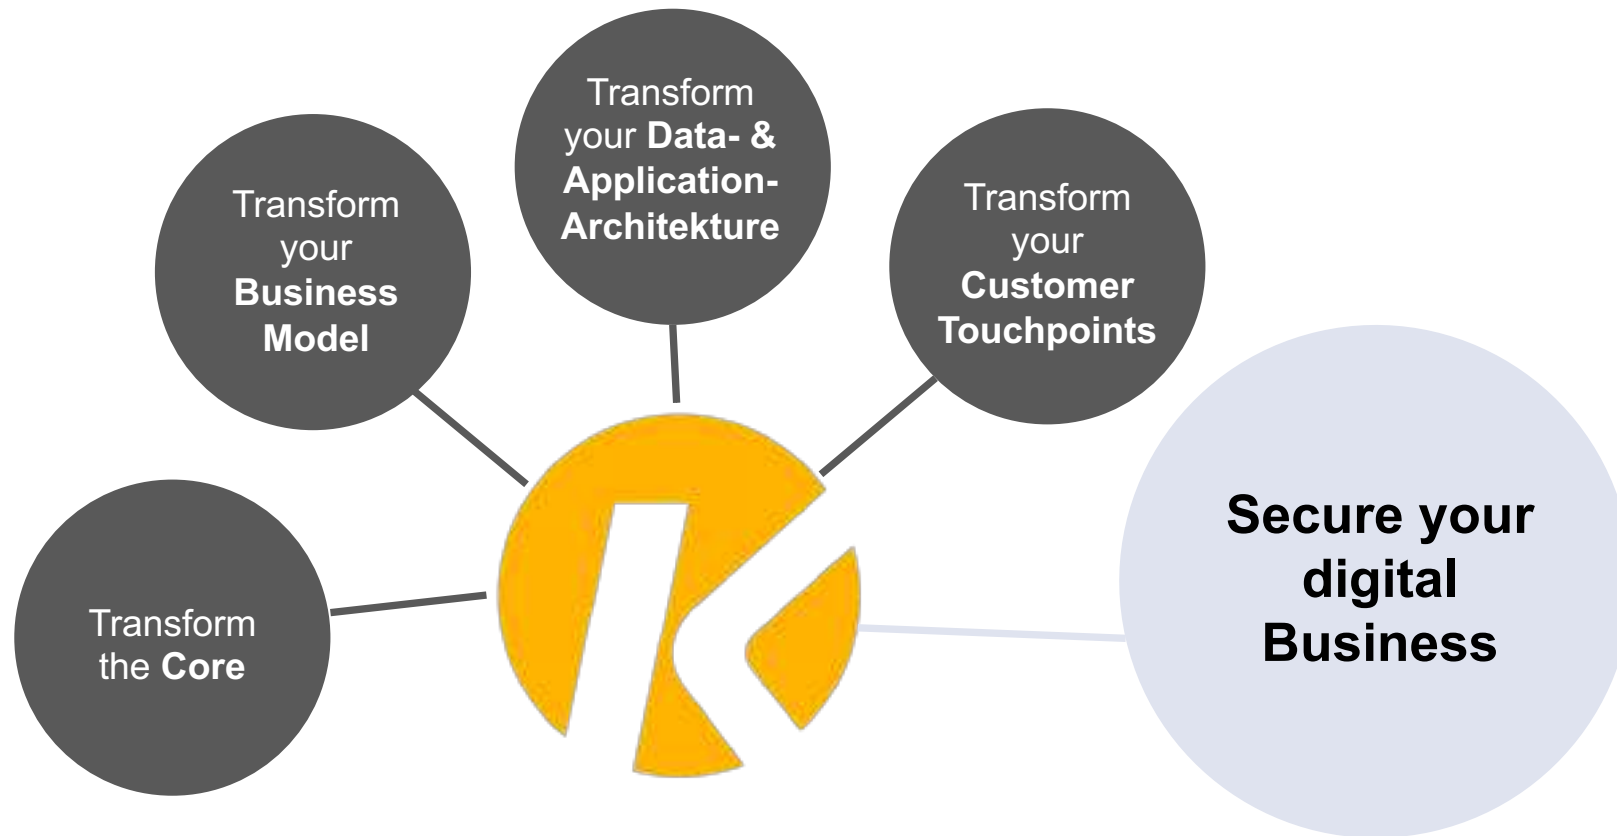 Transform
the Core
Transform
your
Business
Model
Transform
your Data- &
Application-
Architekture
Transform
your
Customer
Touchpoints
Secure your
digital
Business